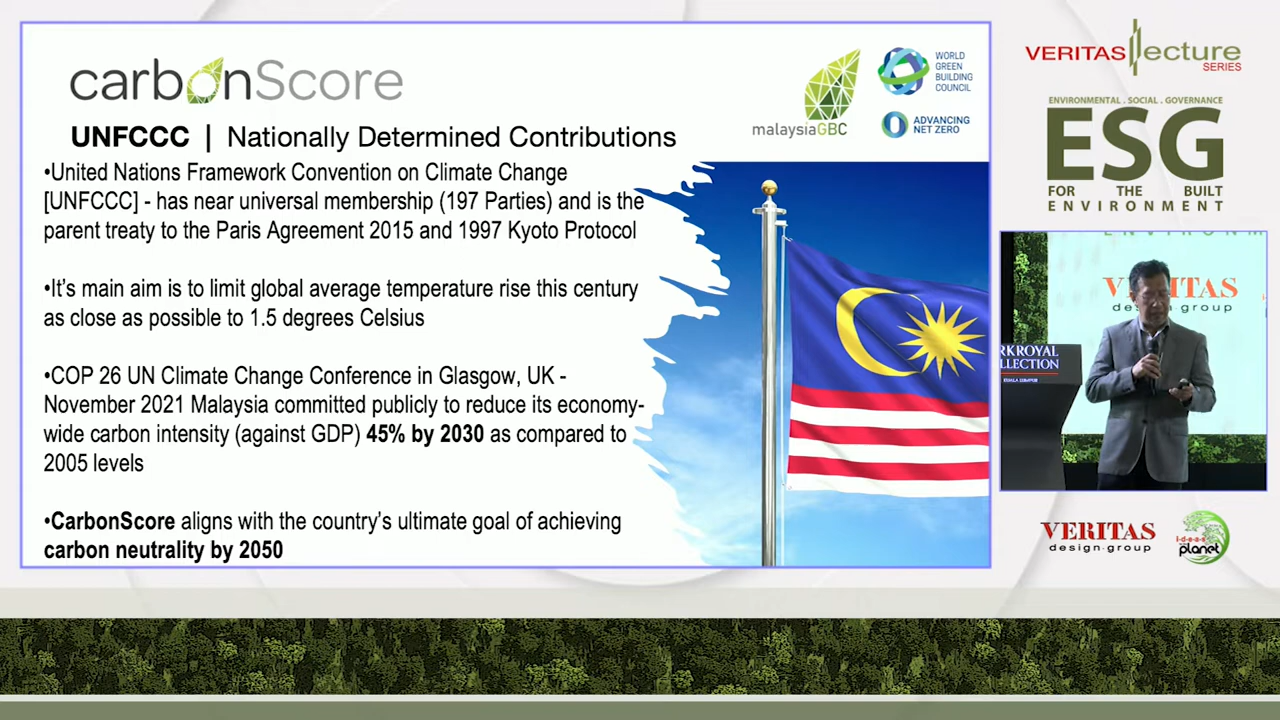 carbonScore
malaysiaGBC
WORLD
GREEN
BUILDING
COUNCIL
ADVANCING
NET ZERO
UNFCCC | Nationally Determined Contributions
•United Nations Framework Convention on Climate Change
[UNFCCC] - has near universal membership (197 Parties) and is the
parent treaty to the Paris Agreement 2015 and 1997 Kyoto Protocol
•It's main aim is to limit global average temperature rise this century
as close as possible to 1.5 degrees Celsius
•COP 26 UN Climate Change Conference in Glasgow, UK -
November 2021 Malaysia committed publicly to reduce its economy-
wide carbon intensity (against GDP) 45% by 2030 as compared to
2005 levels
•CarbonScore aligns with the country's ultimate goal of achieving
carbon neutrality by 2050
VERITAS lecture
SERIES
ENVIRONMENTAL . SOCIAL . GOVERNANCE
ESG
FOR THE BUILT
ENVIRONMENT
VERITAS
design group
RKROYAL
LLECTION
VERITAS
design·group
ideas
planet